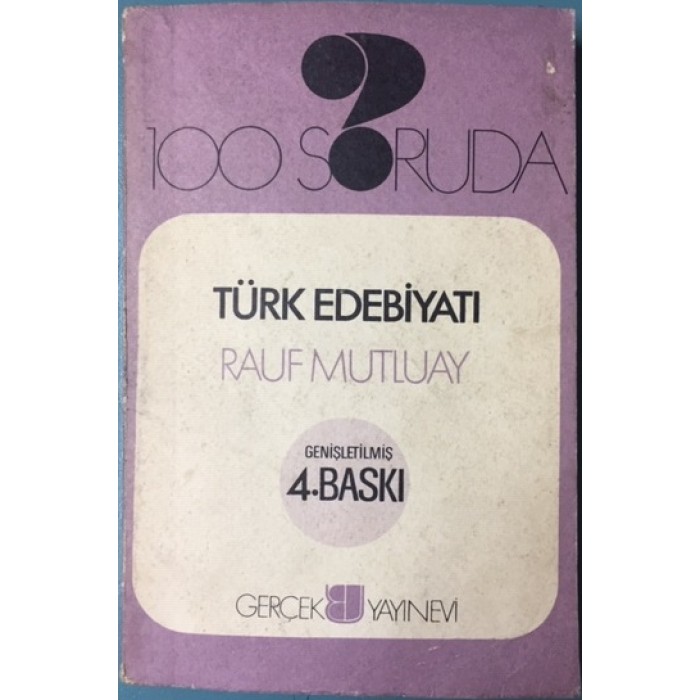 ?
100 SORUDA
TÜRK EDEBİYATI
RAUF MUTLUAY
GENİŞLETİLMİŞ
4.BASKI
GERÇEK YAYINEVİ